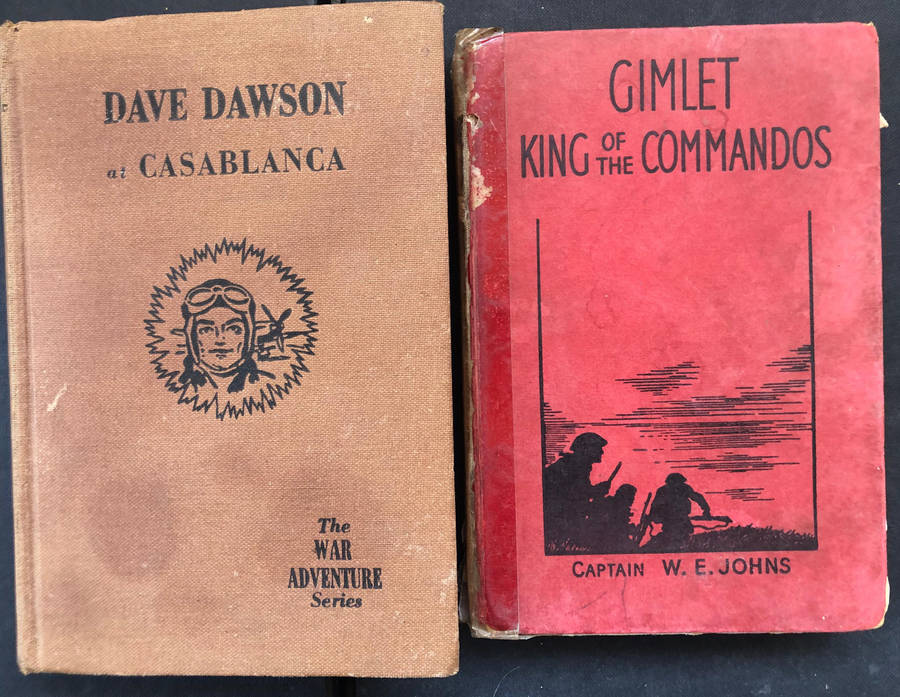 DAVE DAWSON
at CASABLANCA
The
WAR
ADVENTURE
Series
GIMLET
KING OF THE COMMANDOS
CAPTAIN W. E. JOHNS